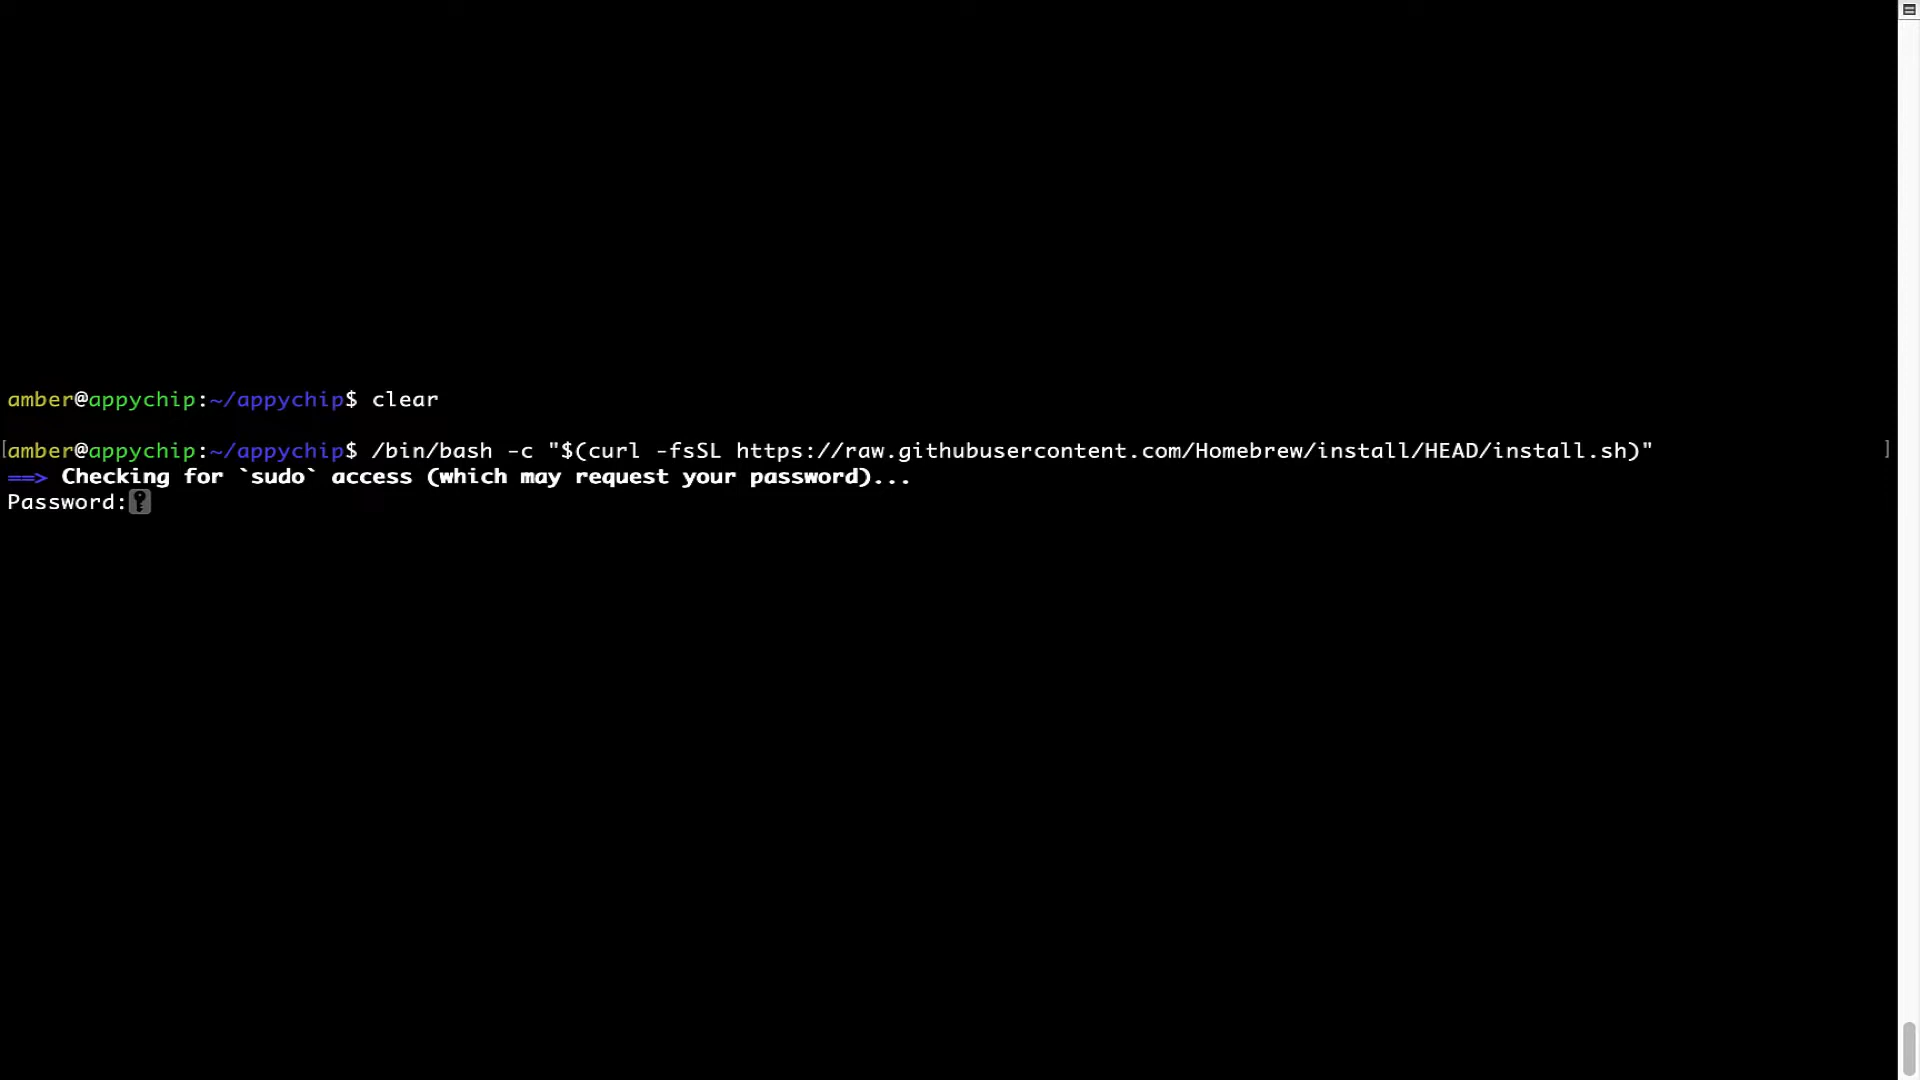 amber@appychip:~/appychip$ clear
[amber@appychip:~/appychip$ /bin/bash -c "$(curl -fsSL https://raw.githubusercontent.com/Homebrew/install/HEAD/install.sh)" ]
==> Checking for `sudo` access (which may request your password)...
Password: